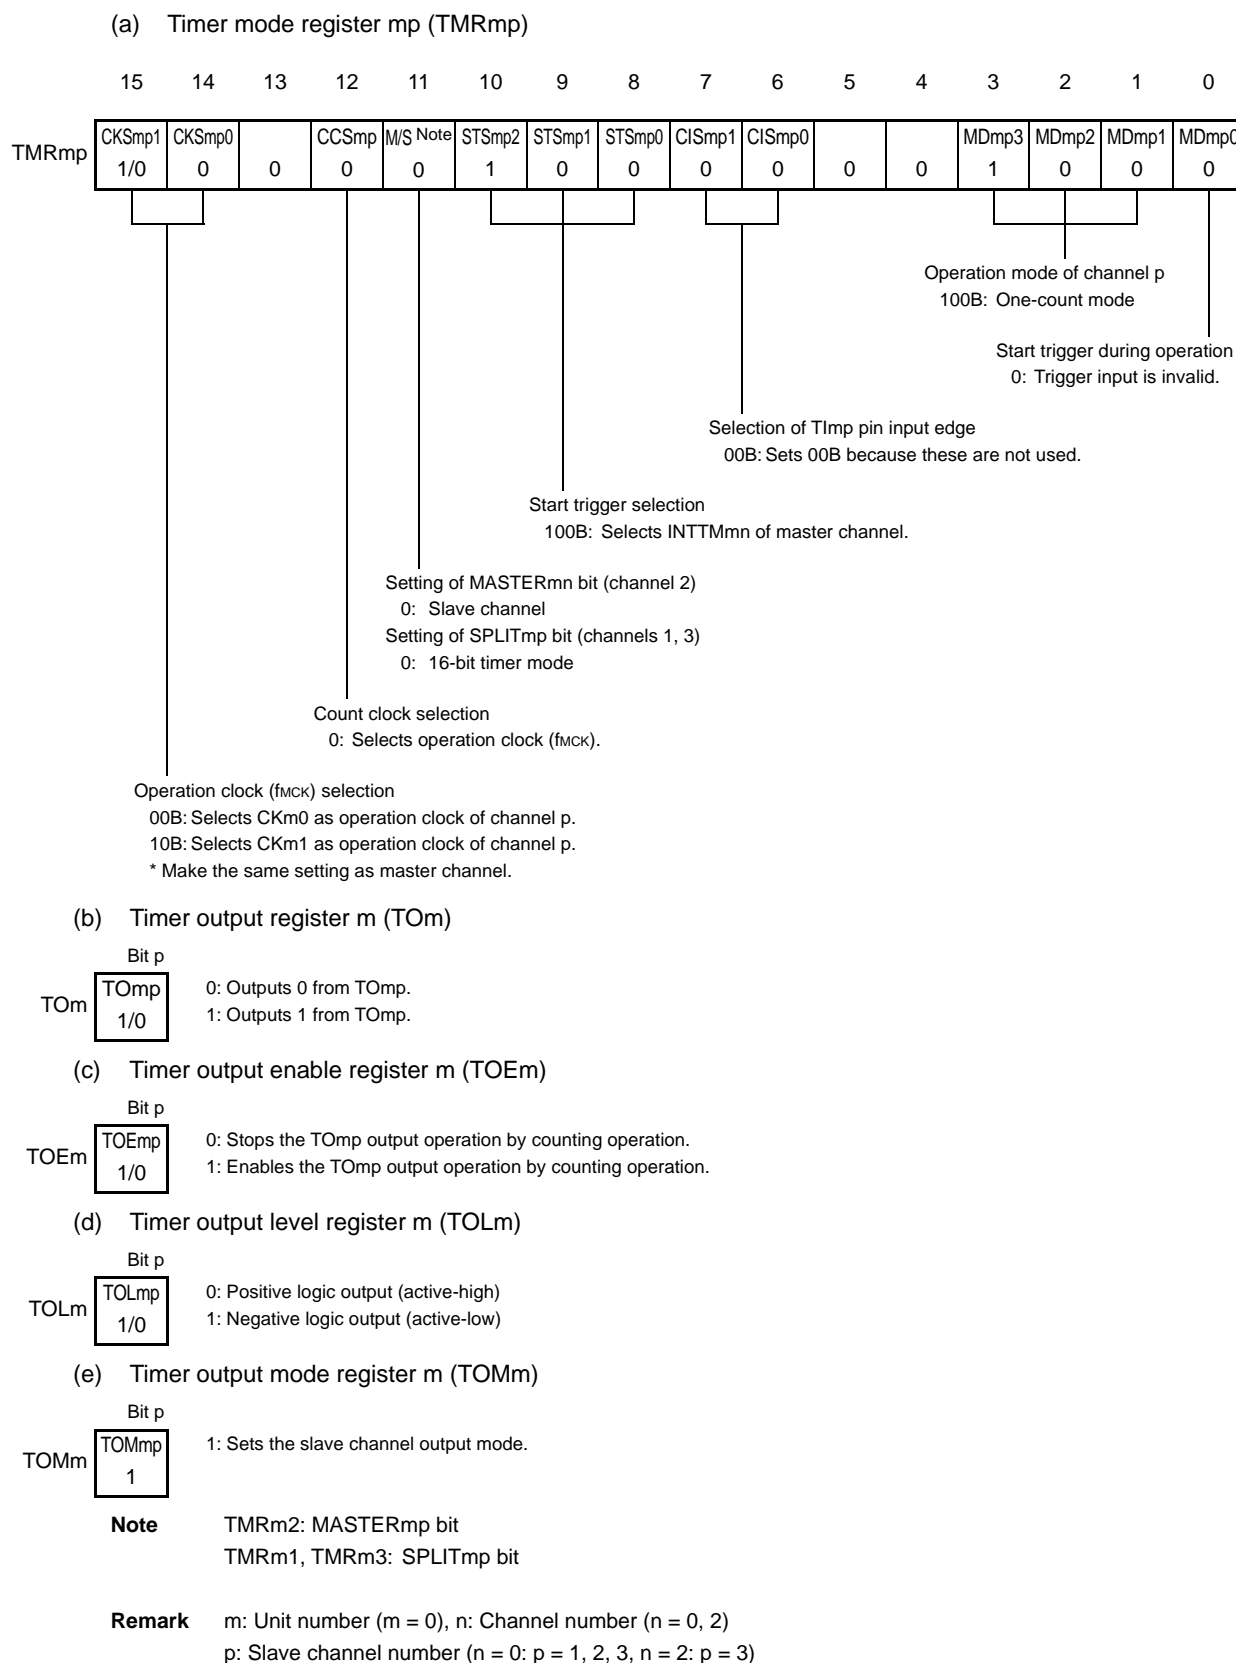 (a) Timer mode register mp (TMRmp)
15 14 13 12 11 10 9 8 7 6 5 4 3 2 1 0
TMRmp
CKSmp1 CKSmp0 CCSmp M/S Note STSmp2 STSmp1 STSmp0 CISmp1 CISmp0 MDmp3 MDmp2 MDmp1 MDmp0
1/0 0 0 0 0 1 0 0 0 0 0 0 1 0 0 0
Operation mode of channel p
100B: One-count mode
Start trigger during operation
0: Trigger input is invalid.
Selection of TImp pin input edge
00B: Sets 00B because these are not used.
Start trigger selection
100B: Selects INTTMmn of master channel.
Setting of MASTERmn bit (channel 2)
0: Slave channel
Setting of SPLITmp bit (channels 1, 3)
0: 16-bit timer mode
Count clock selection
0: Selects operation clock (fMCK).
Operation clock (fMCK) selection
00B: Selects CKm0 as operation clock of channel p.
10B: Selects CKm1 as operation clock of channel p.
* Make the same setting as master channel.
(b) Timer output register m (TOm)
Bit p
TOm
TOmp
1/0
0: Outputs 0 from TOmp.
1: Outputs 1 from TOmp.
(c) Timer output enable register m (TOEm)
Bit p
TOEm
TOEmp
1/0
0: Stops the TOmp output operation by counting operation.
1: Enables the TOmp output operation by counting operation.
(d) Timer output level register m (TOLm)
Bit p
TOLm
TOLmp
1/0
0: Positive logic output (active-high)
1: Negative logic output (active-low)
(e) Timer output mode register m (TOMm)
Bit p
TOMm
TOMmp
1
1: Sets the slave channel output mode.
Note TMRm2: MASTERmp bit
TMRm1, TMRm3: SPLITmp bit
Remark m: Unit number (m = 0), n: Channel number (n = 0, 2)
p: Slave channel number (n = 0: p = 1, 2, 3, n = 2: p = 3)